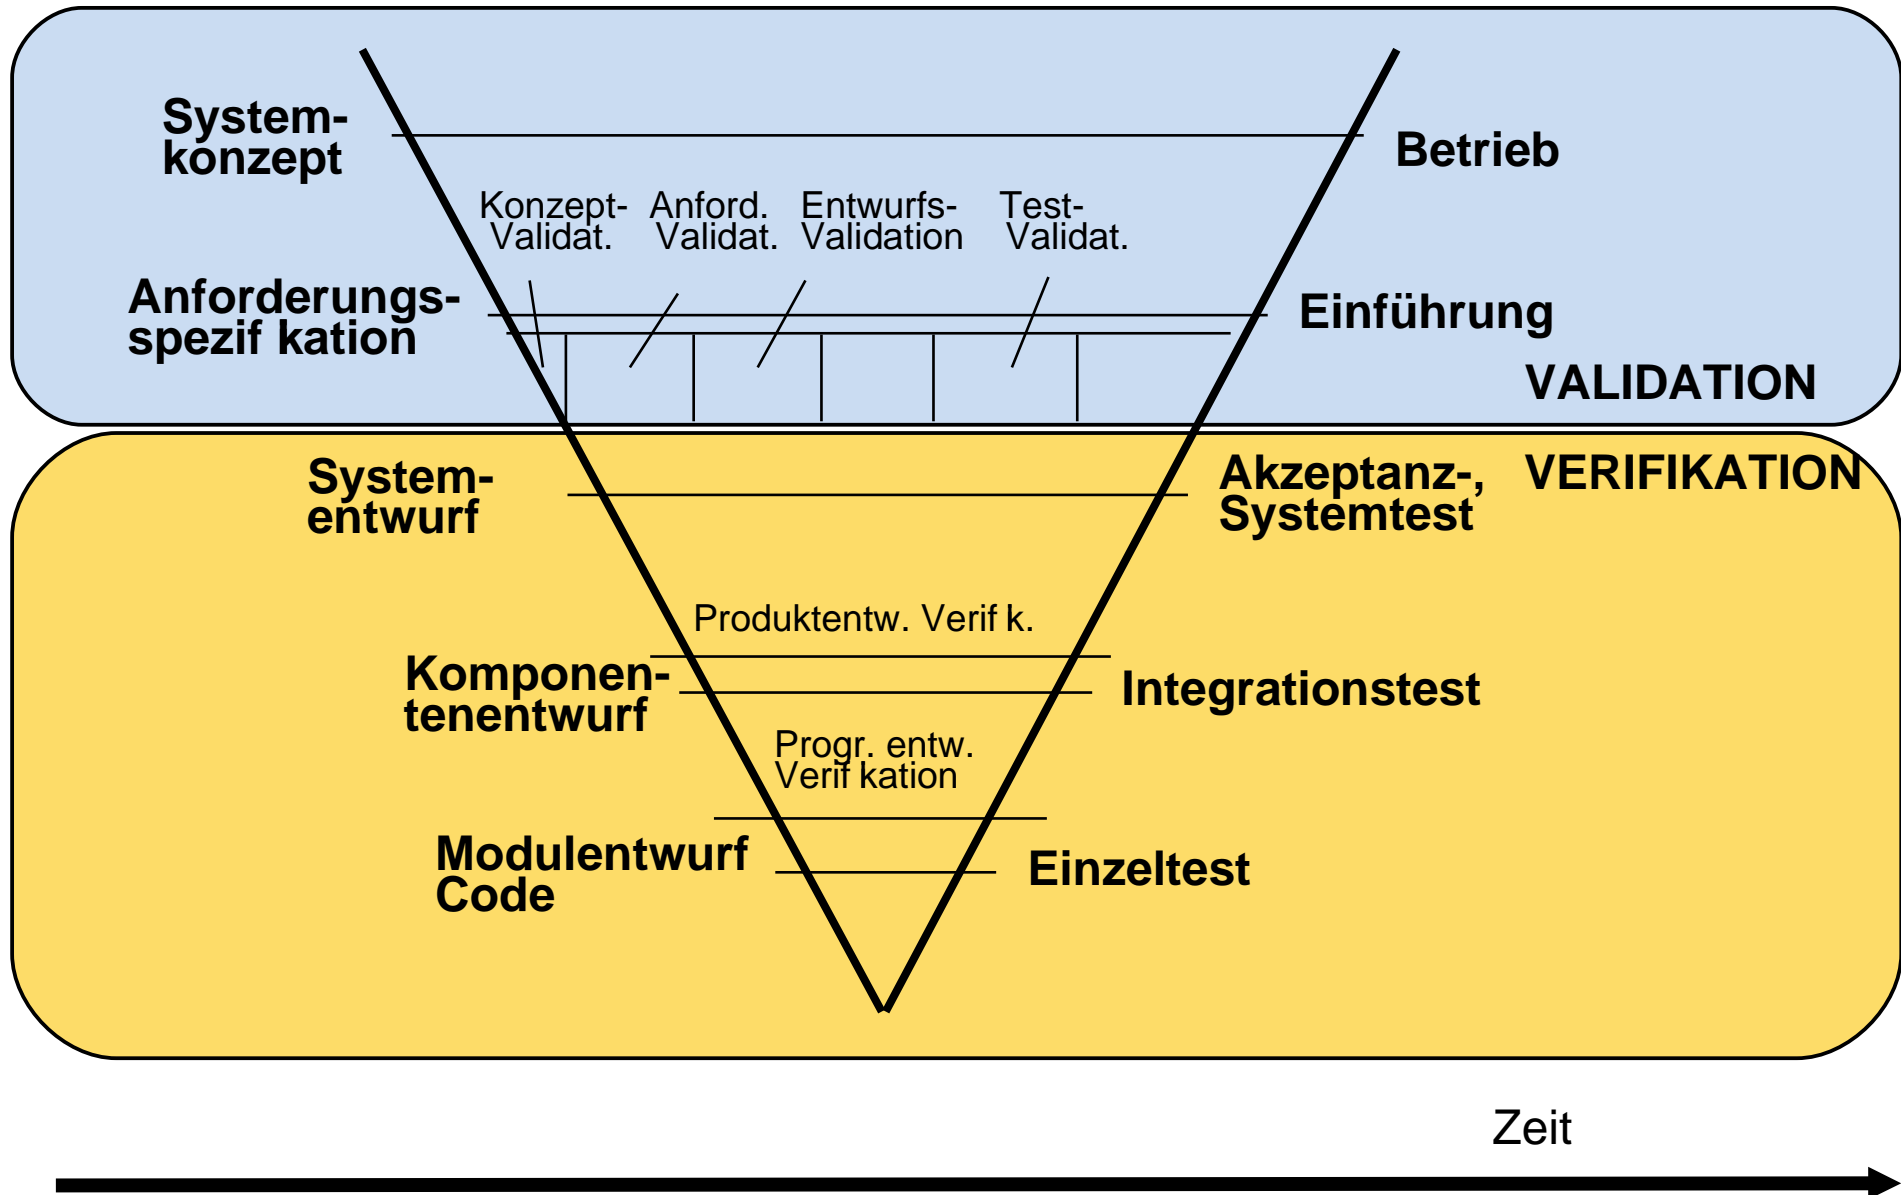 System-
konzept
Betrieb
Konzept-
Validat.
Anford.
Validat.
Entwurfs-
Validation
Test-
Validat.
Anforderungs-
spezif kation
Einführung
VALIDATION
System-
entwurf
Akzeptanz-,
Systemtest
VERIFIKATION
Produktentw. Verif k.
Komponen-
tenentwurf
Integrationstest
Progr. entw.
Verif kation
Modulentwurf
Code
Einzeltest
Zeit